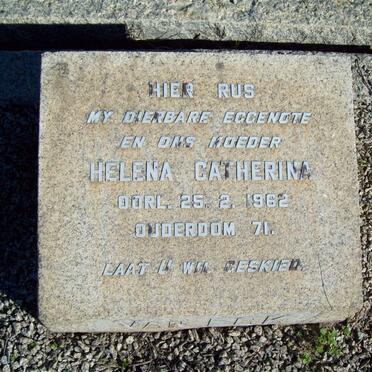 HIER RUS
MY DIERBARE EGGENOTE
EN ONS MOEDER
HELENA CATHERINA
OORL. 25. 2. 1962
OUDERDOM 71.
LAAT U WIL GESKIED.